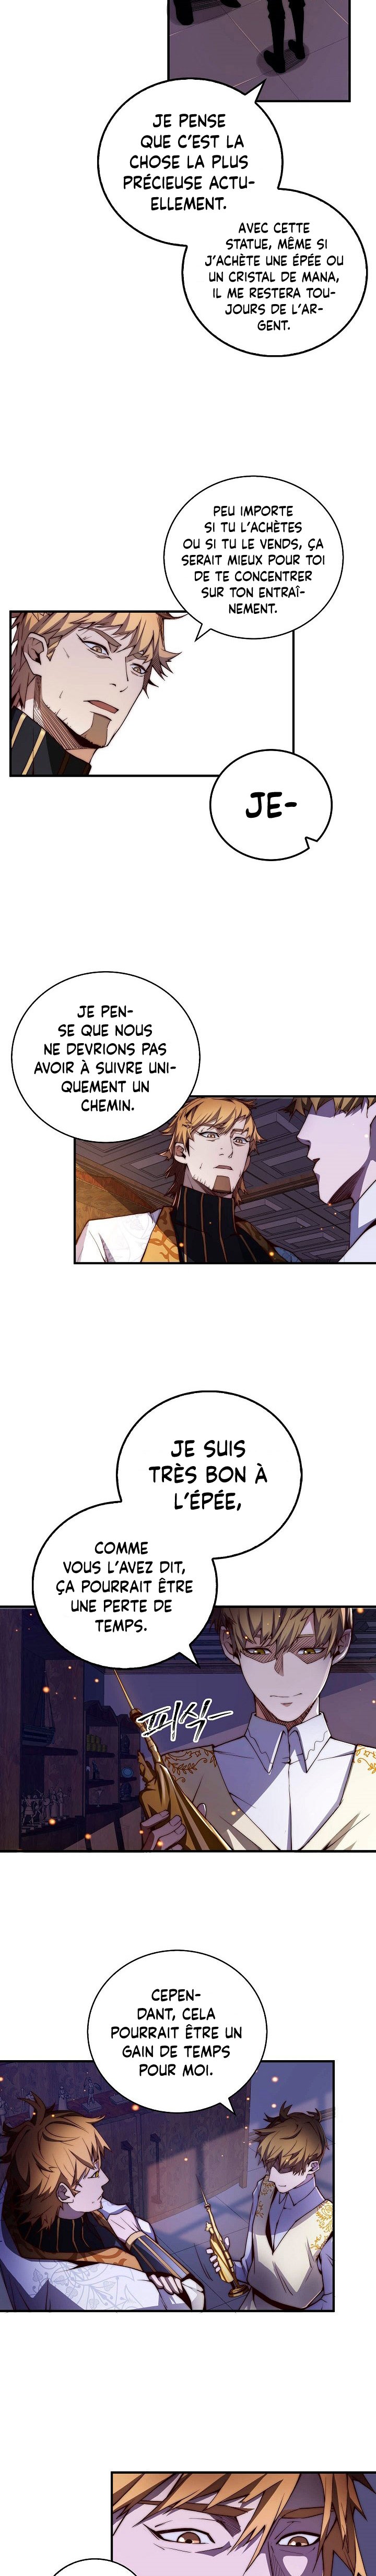 JE PENSE
QUE C'EST LA
CHOSE LA PLUS
PRÉCIEUSE ACTU-
ELLEMENT.
AVEC CETTE
STATUE, MÊME SI
J'ACHÈTE UNE ÉPÉE OU
UN CRISTAL DE MANA,
IL ME RESTERA TOU-
JOURS DE L'AR-
GENT.
PEU IMPORTE
SI TU L'ACHÈTES
OU SI TU LE VENDS, ÇA
SERAIT MIEUX POUR TOI
DE TE CONCENTRER
SUR TON ENTRAÎ-
NEMENT.
JE-
JE PEN-
SE QUE NOUS
NE DEVRIONS PAS
AVOIR À SUIVRE UNI-
QUEMENT UN
CHEMIN.
JE SUIS
TRÈS BON À
L'ÉPÉE,
COMME
VOUS L'AVEZ DIT,
ÇA POURRAIT ÊTRE
UNE PERTE DE
TEMPS.
피식-
CEPEN-
DANT, CELA
POURRAIT ÊTRE UN
GAIN DE TEMPS
POUR MOI.